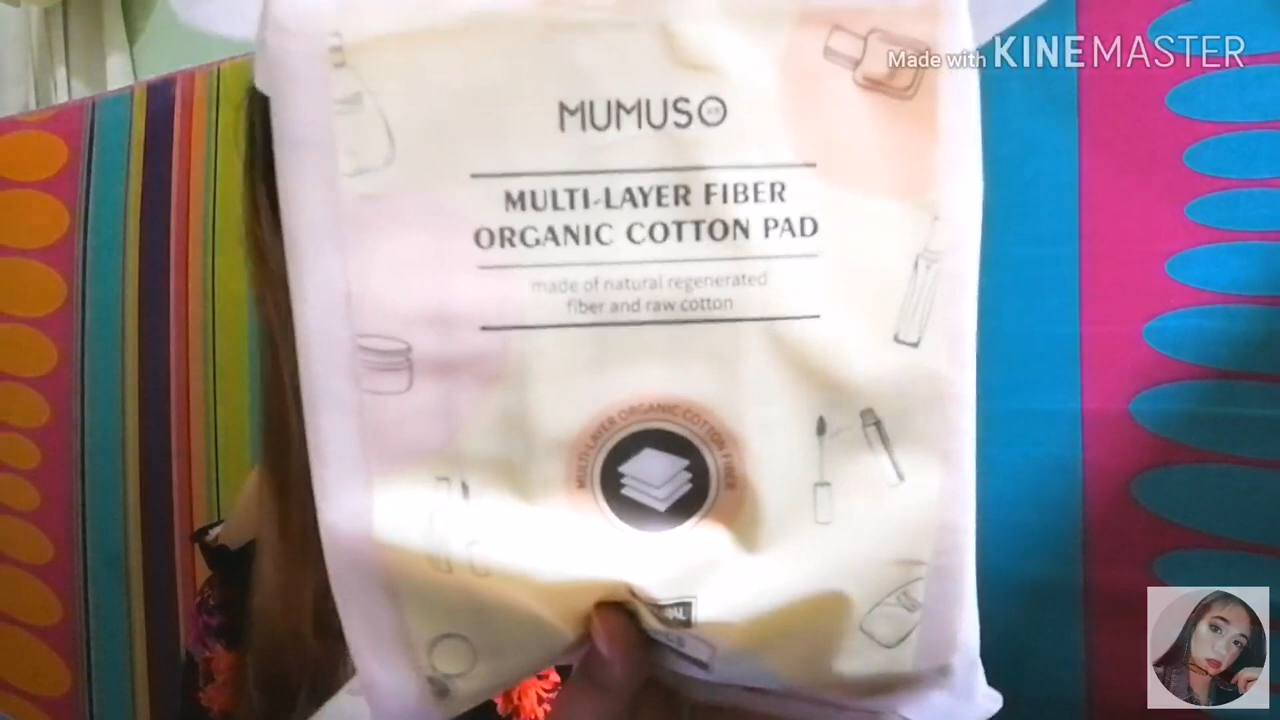 Made with KINEMASTER
MUMUSO
MULTI-LAYER FIBER
ORGANIC COTTON PAD
made of natural regenerated
fiber and raw cotton
MULTI-LAYER ORGANIC COTTON FIBER